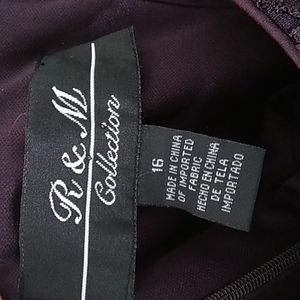 R & M
Collection
16
MADE IN CHINA
OF IMPORTED
FABRIC
HECHO EN CHINA
DE TELA
IMPORTADO